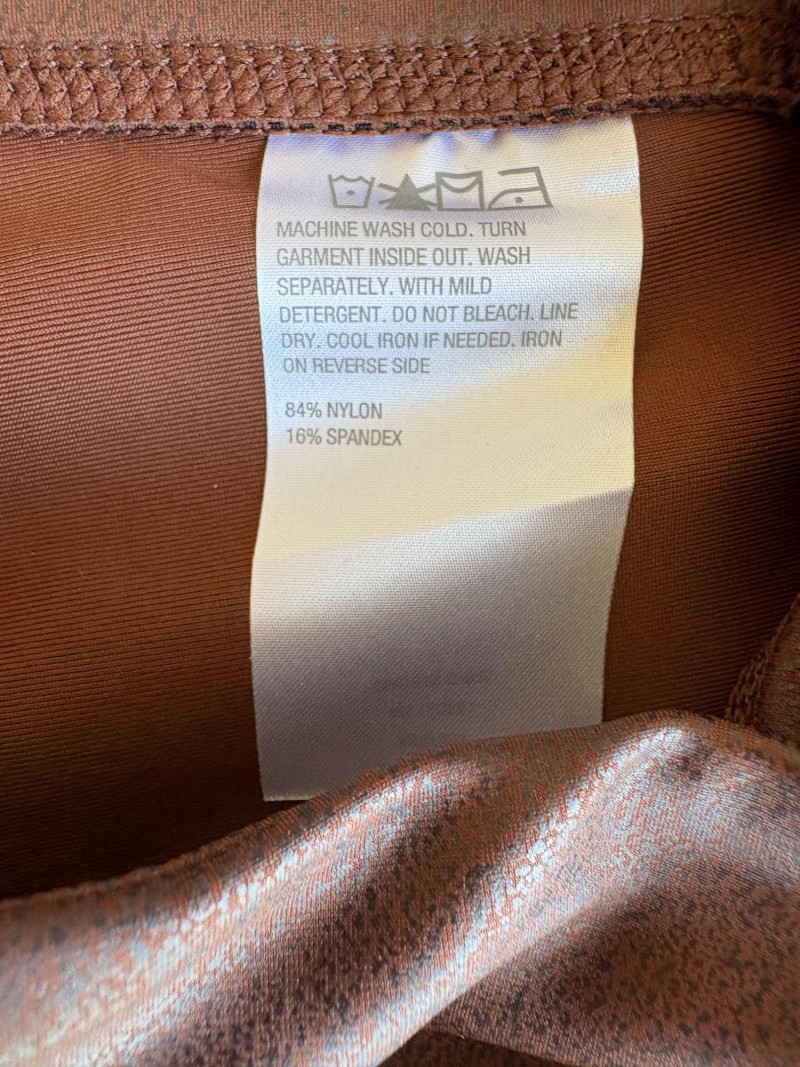 MACHINE WASH COLD. TURN
GARMENT INSIDE OUT. WASH
SEPARATELY. WITH MILD
DETERGENT. DO NOT BLEACH. LINE
DRY. COOL IRON IF NEEDED. IRON
ON REVERSE SIDE
84% NYLON
16% SPANDEX